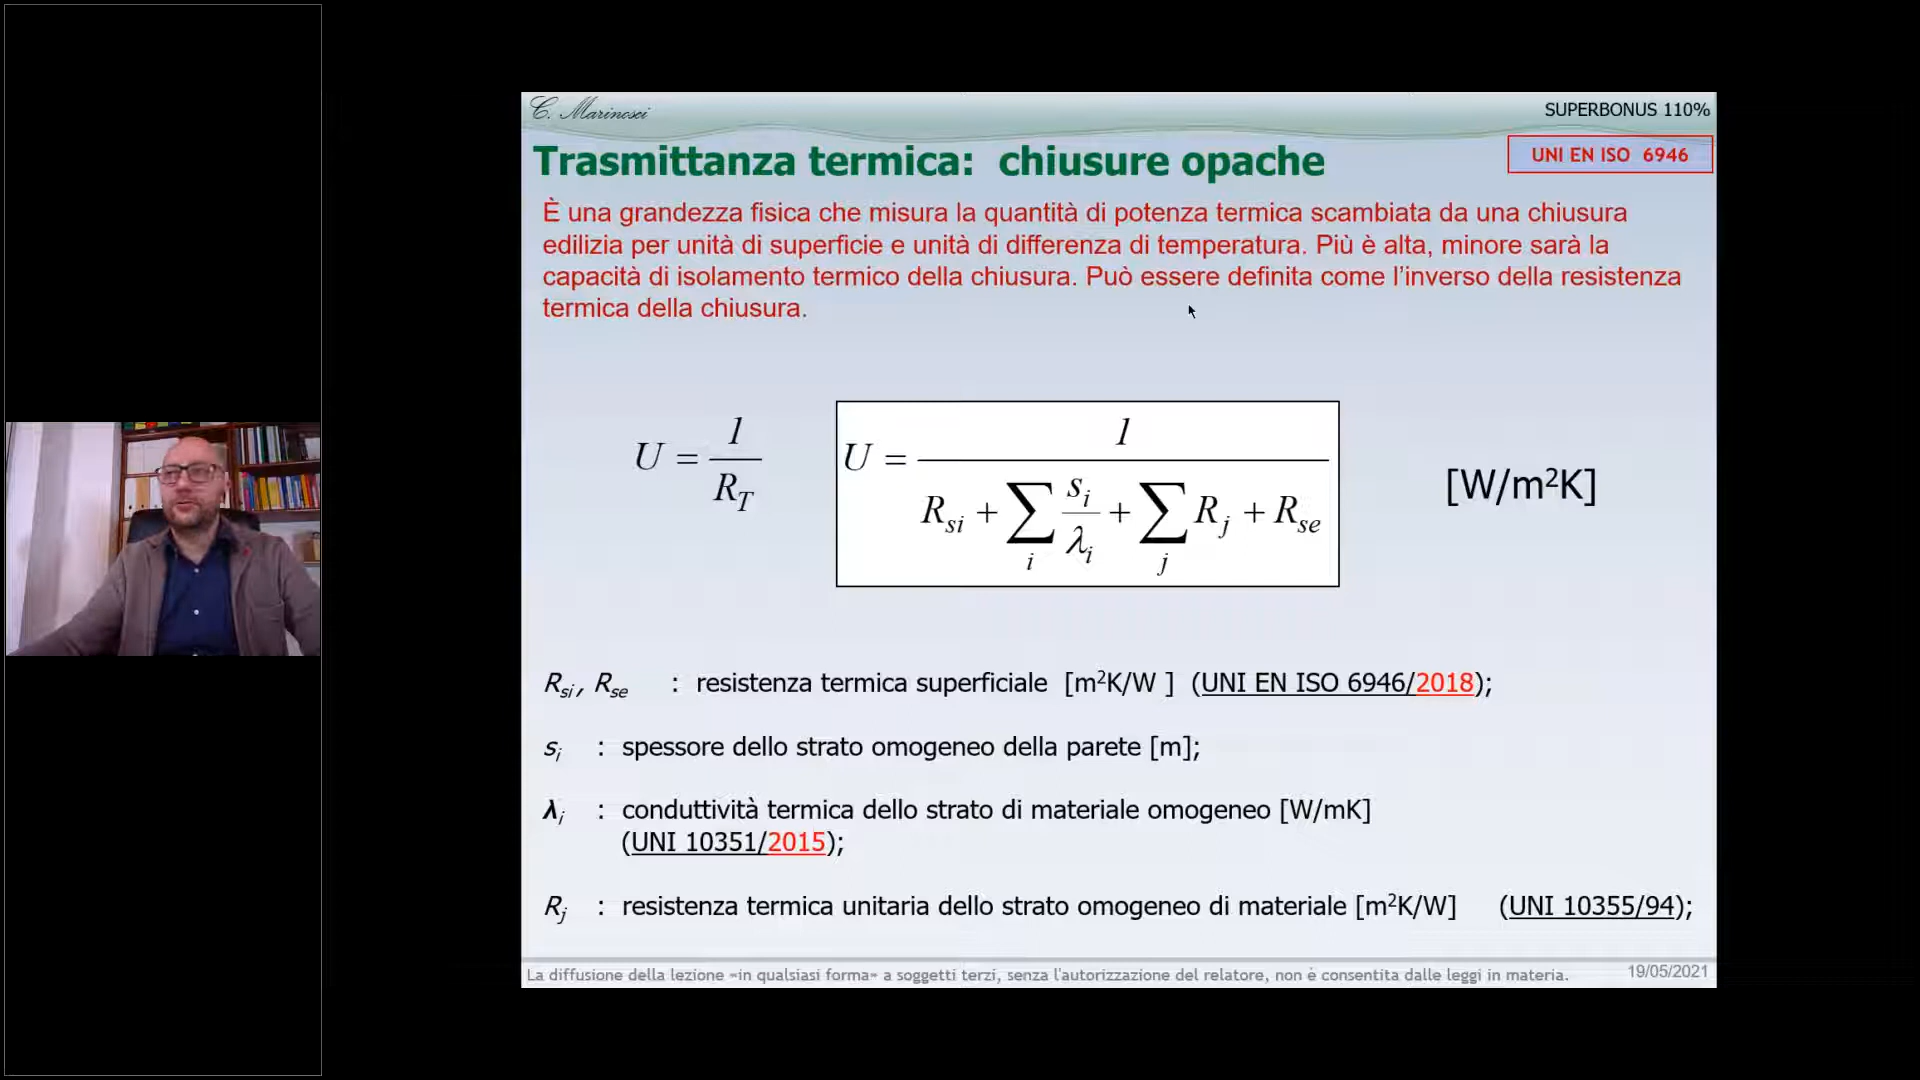 C. Marinosci
SUPERBONUS 110%
Trasmittanza termica: chiusure opache
UNI EN ISO 6946
È una grandezza fisica che misura la quantità di potenza termica scambiata da una chiusura
edilizia per unità di superficie e unità di differenza di temperatura. Più è alta, minore sarà la
capacità di isolamento termico della chiusura. Può essere definita come l'inverso della resistenza
termica della chiusura.
U = 1 / R_T
U = 1 / (R_si + ∑_i s_i/λ_i + ∑_j R_j + R_se)
[W/m²K]
R_si, R_se : resistenza termica superficiale [m²K/W ] (UNI EN ISO 6946/2018);
s_i : spessore dello strato omogeneo della parete [m];
λ_i : conduttività termica dello strato di materiale omogeneo [W/mK]
(UNI 10351/2015);
R_j : resistenza termica unitaria dello strato omogeneo di materiale [m²K/W] (UNI 10355/94);
La diffusione della lezione «in qualsiasi forma» a soggetti terzi, senza l'autorizzazione del relatore, non è consentita dalle leggi in materia.
19/05/2021